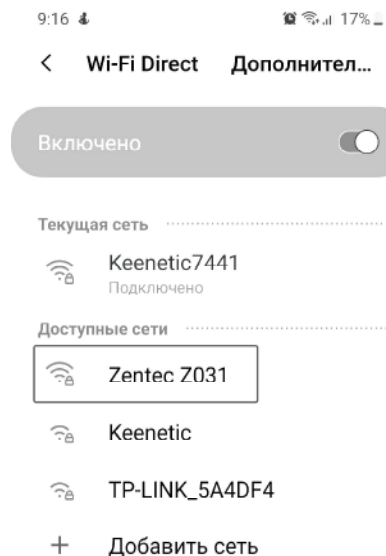 9:16 17%
Wi-Fi Direct Дополнител...
Включено
Текущая сеть
Keenetic7441
Подключено
Доступные сети
Zentec Z031
Keenetic
TP-LINK_5A4DF4
Добавить сеть